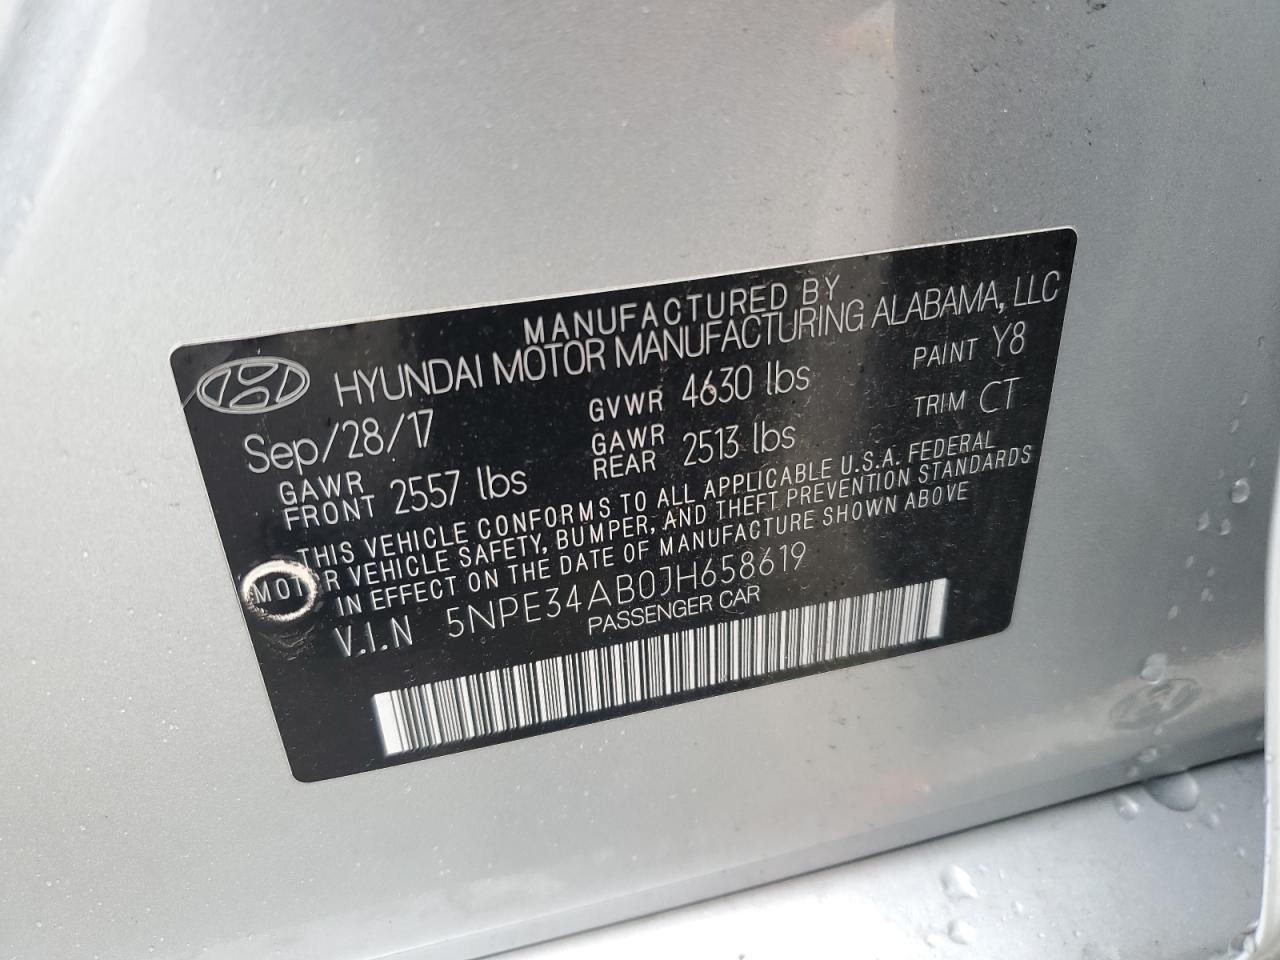 MANUFACTURED BY
HYUNDAI MOTOR MANUFACTURING ALABAMA, LLC
Sep/28/17 GVWR 4630 lbs PAINT Y8
GAWR FRONT 2557 lbs GAWR REAR 2513 lbs TRIM CT
THIS VEHICLE CONFORMS TO ALL APPLICABLE U.S.A. FEDERAL
MOTOR VEHICLE SAFETY, BUMPER, AND THEFT PREVENTION STANDARDS
IN EFFECT ON THE DATE OF MANUFACTURE SHOWN ABOVE
V.I.N 5NPE34AB0JH658619
PASSENGER CAR